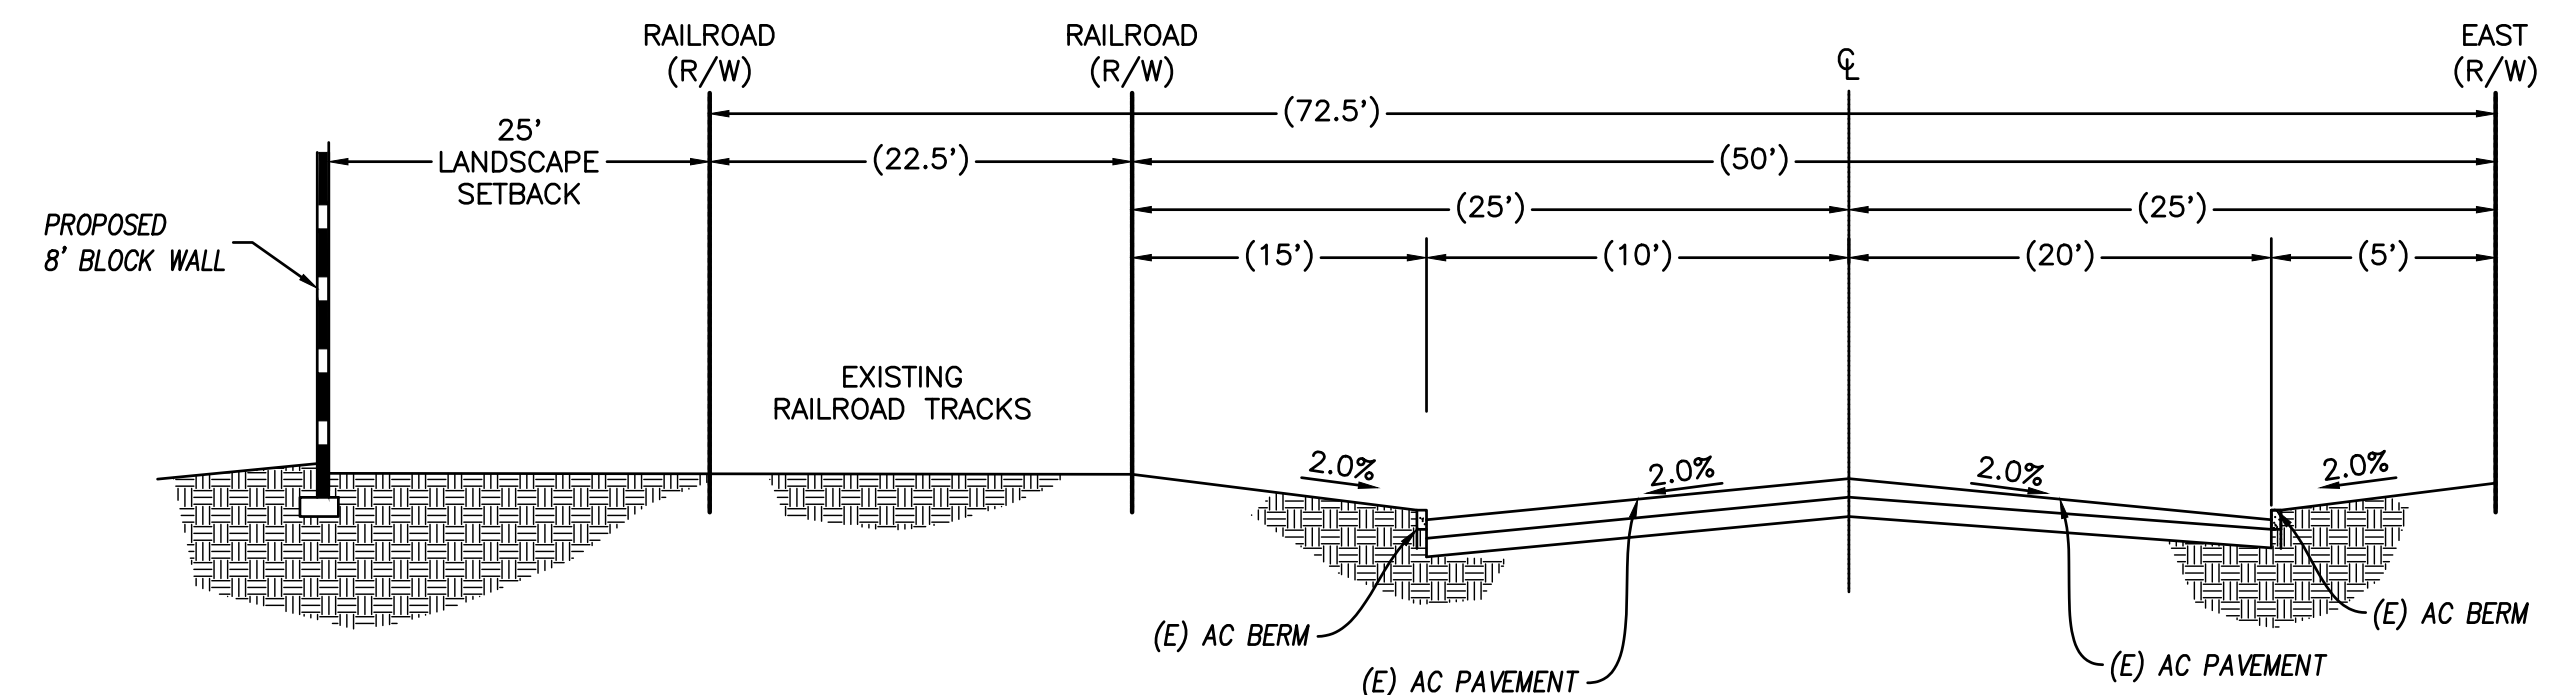 RAILROAD
(R/W)
RAILROAD
(R/W)
℄
EAST
(R/W)
(72.5')
25'
LANDSCAPE
SETBACK
(22.5')
(50')
(25')
(25')
PROPOSED
8' BLOCK WALL
(15')
(10')
(20')
(5')
EXISTING
RAILROAD TRACKS
2.0%
2.0%
2.0%
2.0%
(E) AC BERM
(E) AC PAVEMENT
(E) AC PAVEMENT
(E) AC BERM